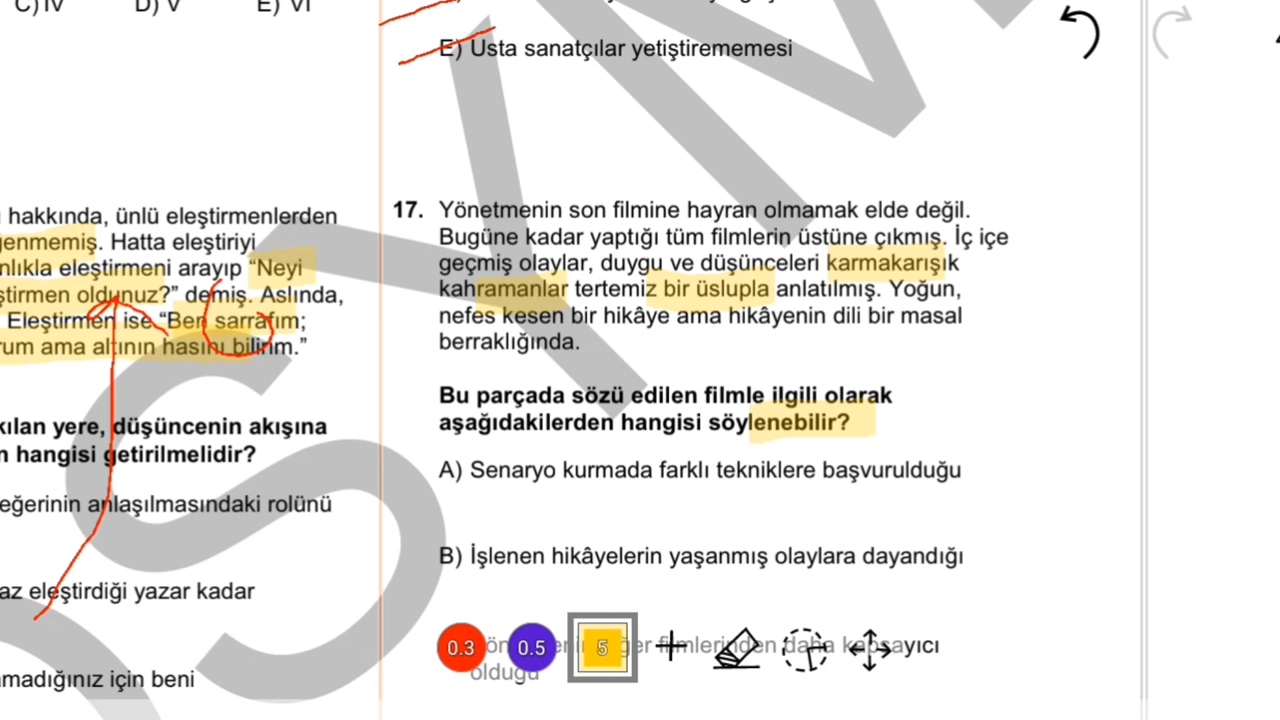 C) IV D) V E) VI
E) Usta sanatçılar yetiştirememesi
hakkında, ünlü eleştirmenlerden
genmemiş. Hatta eleştiriyi
nlıkla eleştirmeni arayıp “Neyi
ştirmen oldunuz?” demiş. Aslında,
Eleştirmen ise “Ben sarrafım;
rum ama altının hasını bilirim.”
kılan yere, düşüncenin akışına
n hangisi getirilmelidir?
eğerinin anlaşılmasındaki rolünü
az eleştirdiği yazar kadar
madığınız için beni
17. Yönetmenin son filmine hayran olmamak elde değil.
Bugüne kadar yaptığı tüm filmlerin üstüne çıkmış. İç içe
geçmiş olaylar, duygu ve düşünceleri karmakarışık
kahramanlar tertemiz bir üslupla anlatılmış. Yoğun,
nefes kesen bir hikâye ama hikâyenin dili bir masal
berraklığında.
Bu parçada sözü edilen filmle ilgili olarak
aşağıdakilerden hangisi söylenebilir?
A) Senaryo kurmada farklı tekniklere başvurulduğu
B) İşlenen hikâyelerin yaşanmış olaylara dayandığı
filmlerinden daha kapsayıcı
olduğu
0.3 0.5 5